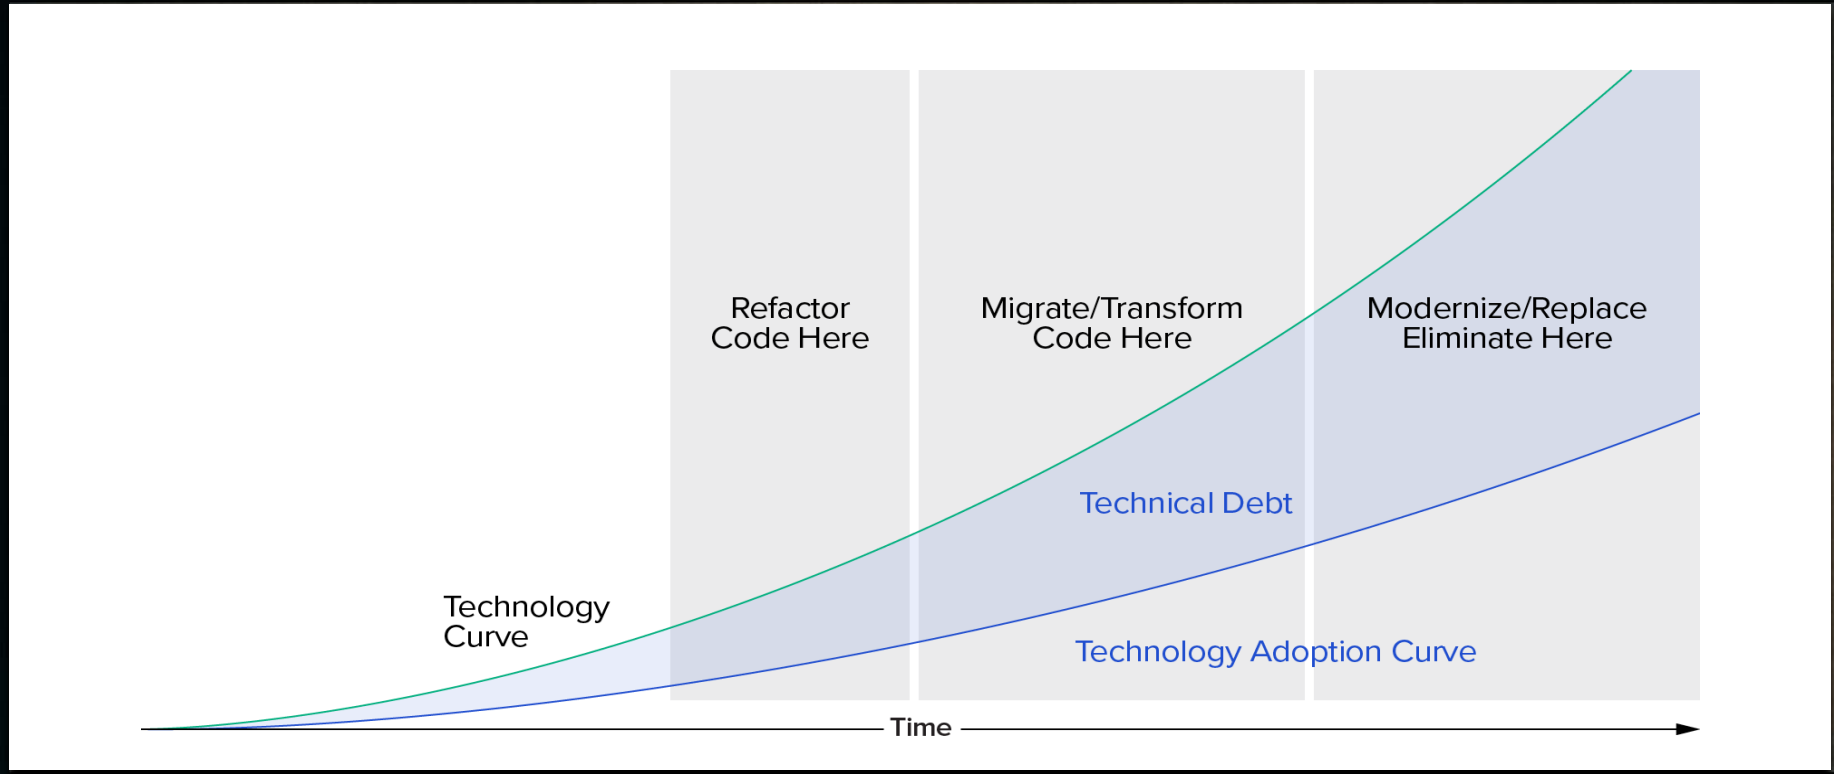 Refactor
Code Here
Migrate/Transform
Code Here
Modernize/Replace
Eliminate Here
Technical Debt
Technology
Curve
Technology Adoption Curve
Time